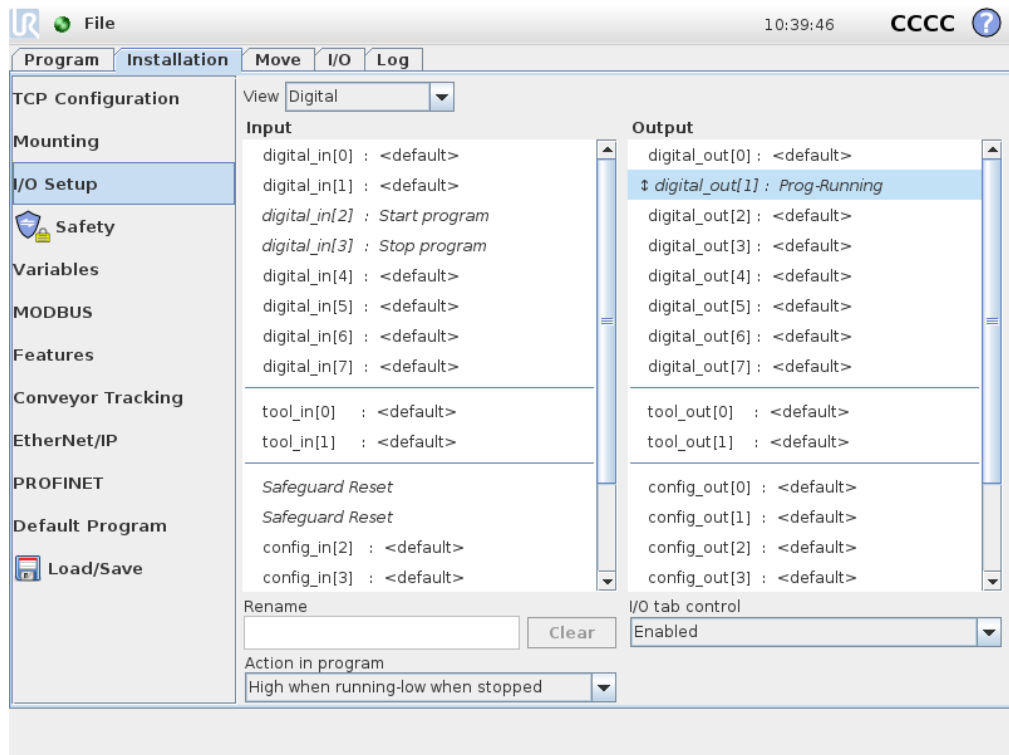 UR File 10:39:46 CCCC ?
Program Installation Move I/O Log
TCP Configuration
Mounting
I/O Setup
Safety
Variables
MODBUS
Features
Conveyor Tracking
EtherNet/IP
PROFINET
Default Program
Load/Save
View Digital
Input
digital_in[0] : <default>
digital_in[1] : <default>
digital_in[2] : Start program
digital_in[3] : Stop program
digital_in[4] : <default>
digital_in[5] : <default>
digital_in[6] : <default>
digital_in[7] : <default>
tool_in[0] : <default>
tool_in[1] : <default>
Safeguard Reset
Safeguard Reset
config_in[2] : <default>
config_in[3] : <default>
Rename
Clear
Action in program
High when running-low when stopped
Output
digital_out[0] : <default>
↕ digital_out[1] : Prog-Running
digital_out[2] : <default>
digital_out[3] : <default>
digital_out[4] : <default>
digital_out[5] : <default>
digital_out[6] : <default>
digital_out[7] : <default>
tool_out[0] : <default>
tool_out[1] : <default>
config_out[0] : <default>
config_out[1] : <default>
config_out[2] : <default>
config_out[3] : <default>
I/O tab control
Enabled